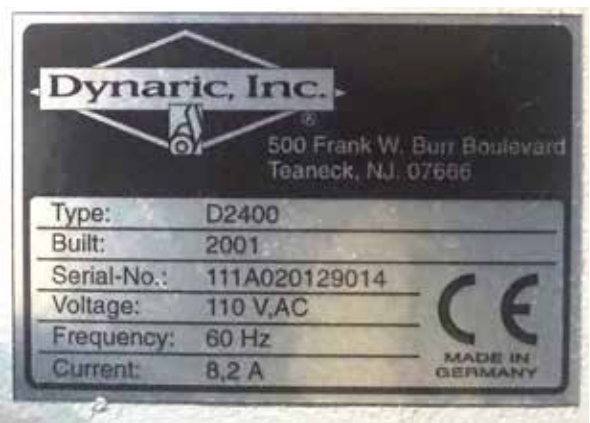 Dynaric, Inc.
®
500 Frank W. Burr Boulevard
Teaneck, NJ. 07666
Type: D2400
Built: 2001
Serial-No.: 111A020129014
Voltage: 110 V,AC
Frequency: 60 Hz
Current: 8,2 A
CE
MADE IN
GERMANY